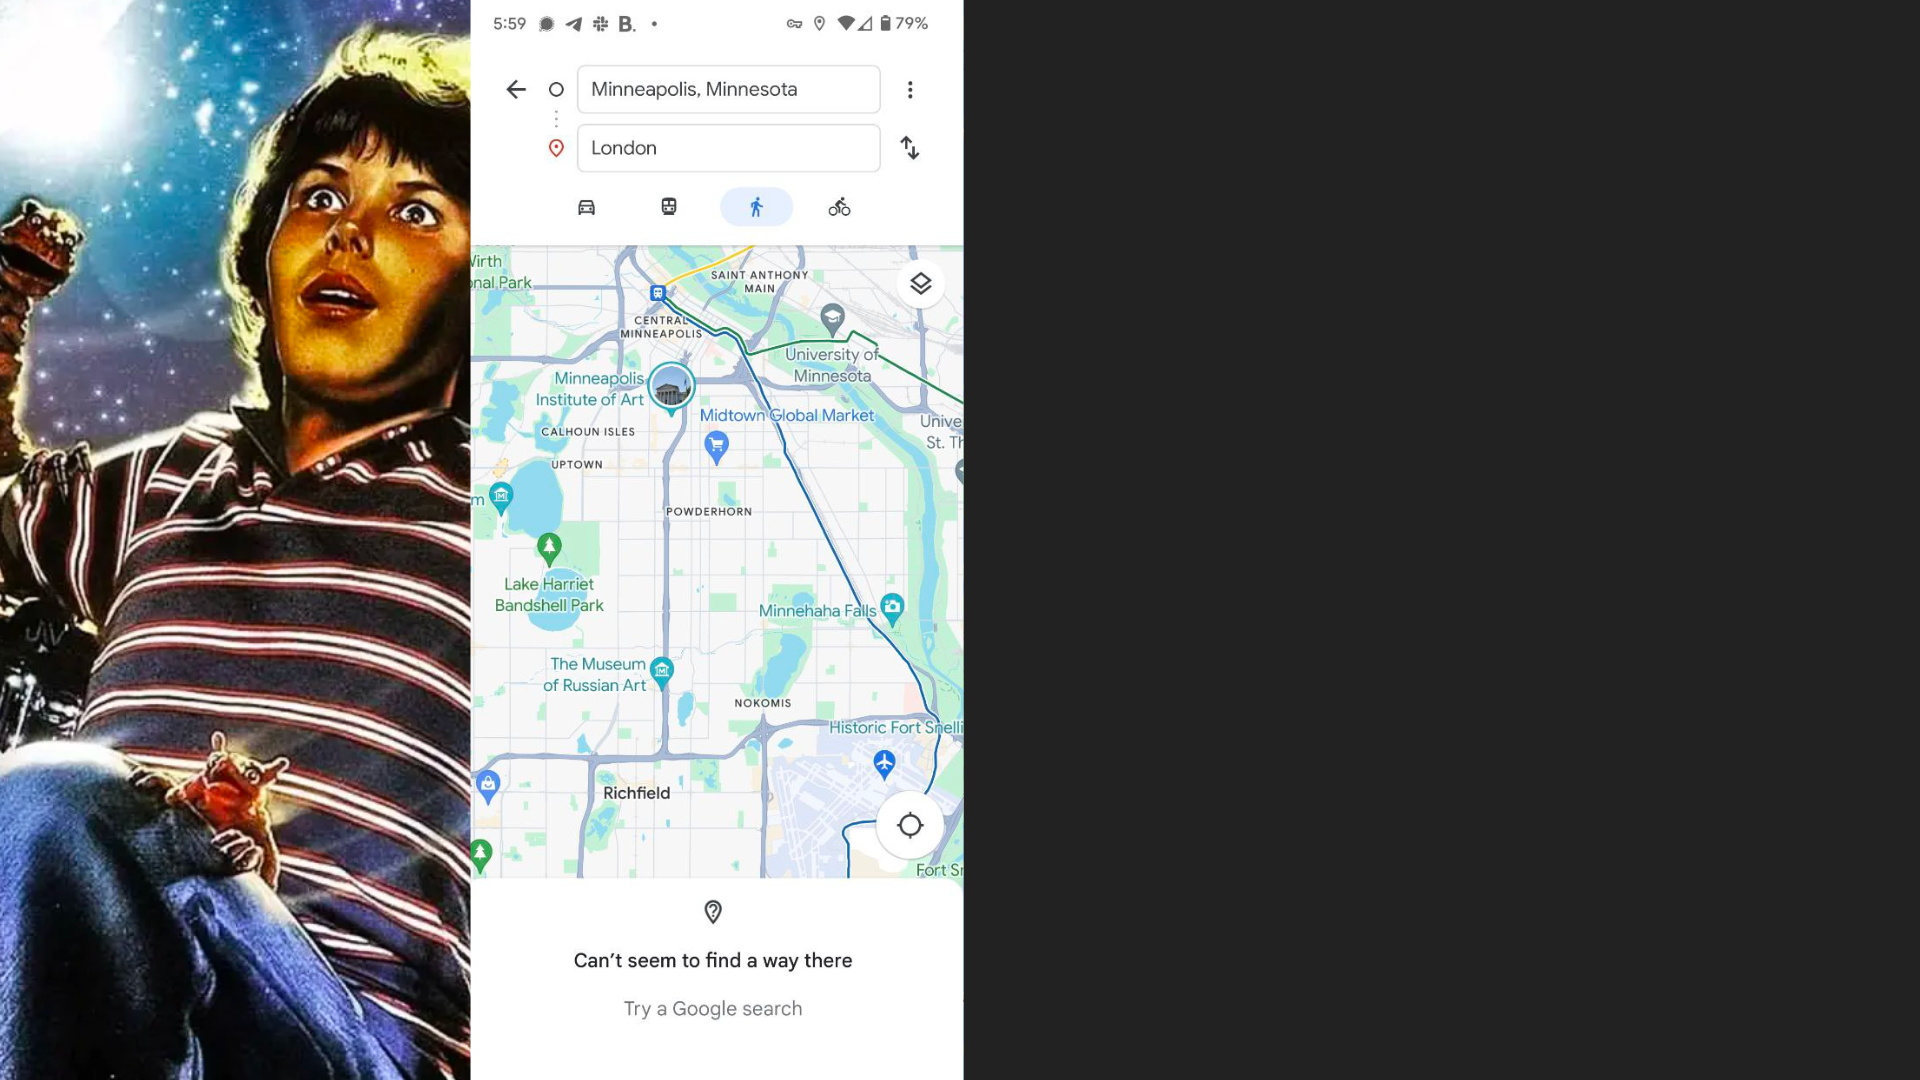 5:59
B.
79%
Minneapolis, Minnesota
London
Wirth
onal Park
SAINT ANTHONY
MAIN
CENTRAL
MINNEAPOLIS
University of
Minnesota
Minneapolis
Institute of Art
Midtown Global Market
Unive
St. Th
CALHOUN ISLES
UPTOWN
m
POWDERHORN
Lake Harriet
Bandshell Park
Minnehaha Falls
The Museum
of Russian Art
NOKOMIS
Historic Fort Snelli
Richfield
Fort Sn
Can't seem to find a way there
Try a Google search